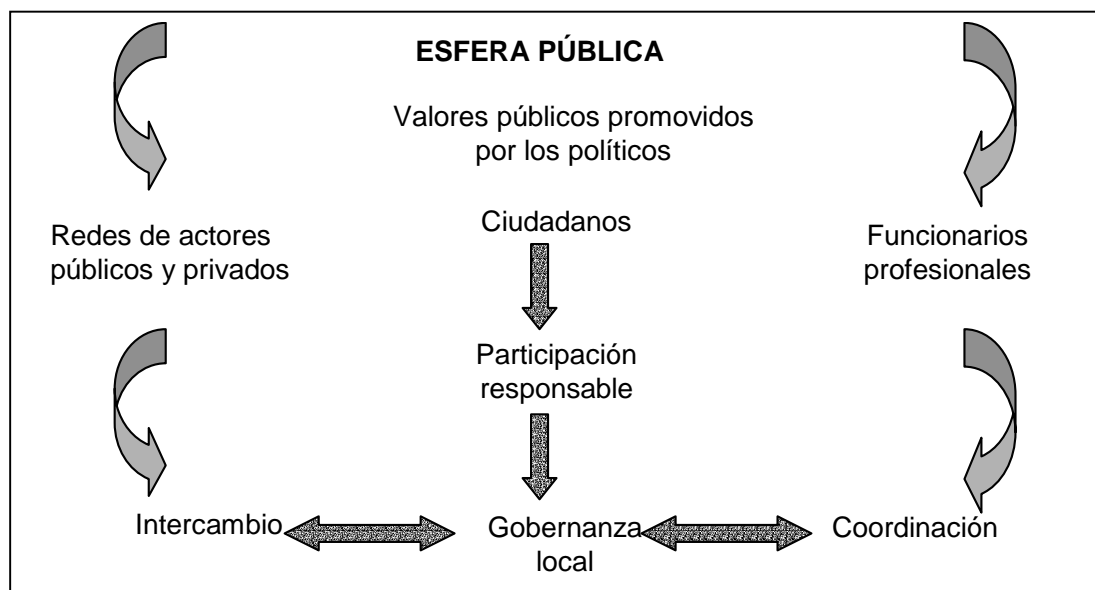 ESFERA PÚBLICA
Valores públicos promovidos
por los políticos
Redes de actores
públicos y privados
Ciudadanos
Funcionarios
profesionales
Participación
responsable
Intercambio
Gobernanza
local
Coordinación